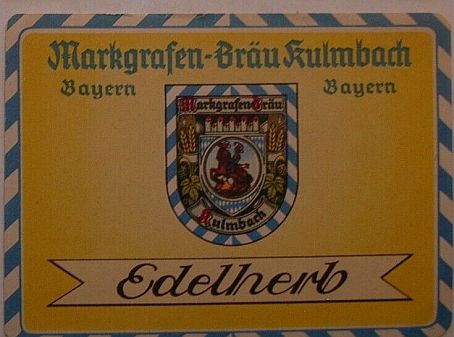 Markgrafen-Bräu Kulmbach
Bayern Bayern
Markgrafen Bräu
Kulmbach
Edelherb